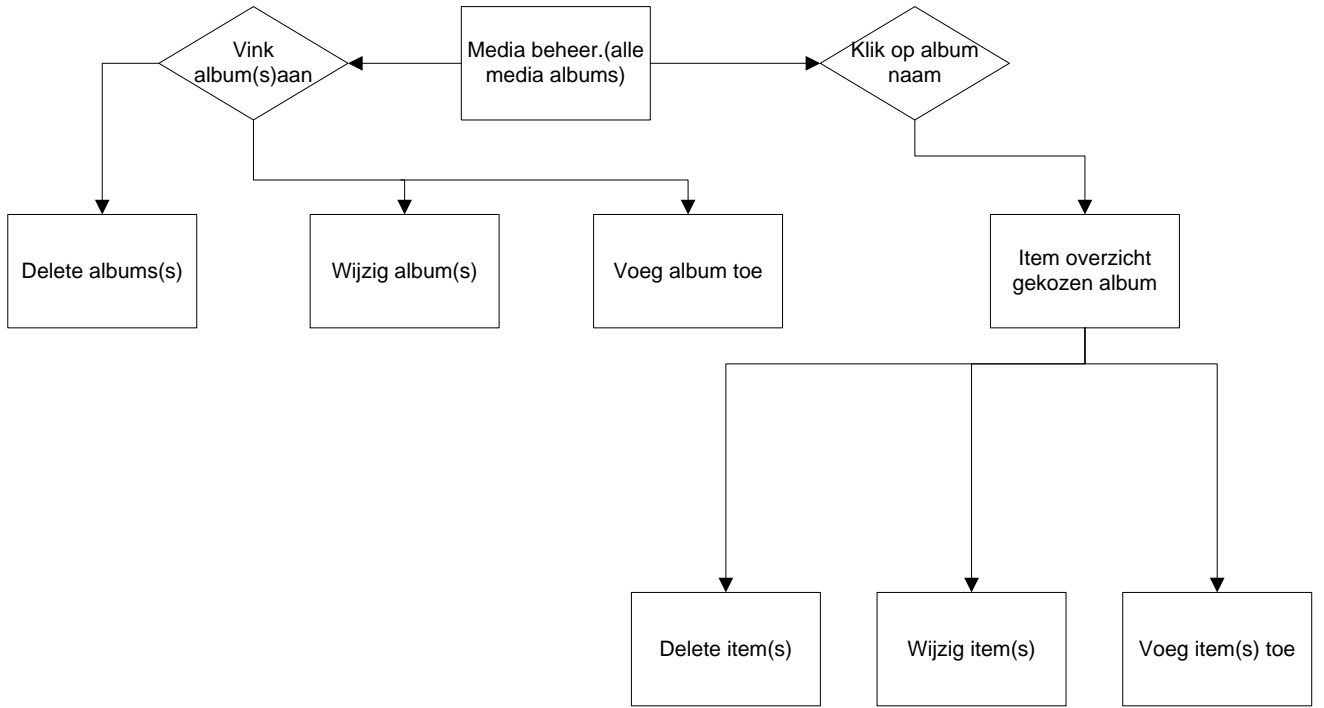 Vink
album(s)aan
Media beheer.(alle
media albums)
Klik op album
naam
Delete albums(s)
Wijzig album(s)
Voeg album toe
Item overzicht
gekozen album
Delete item(s)
Wijzig item(s)
Voeg item(s) toe